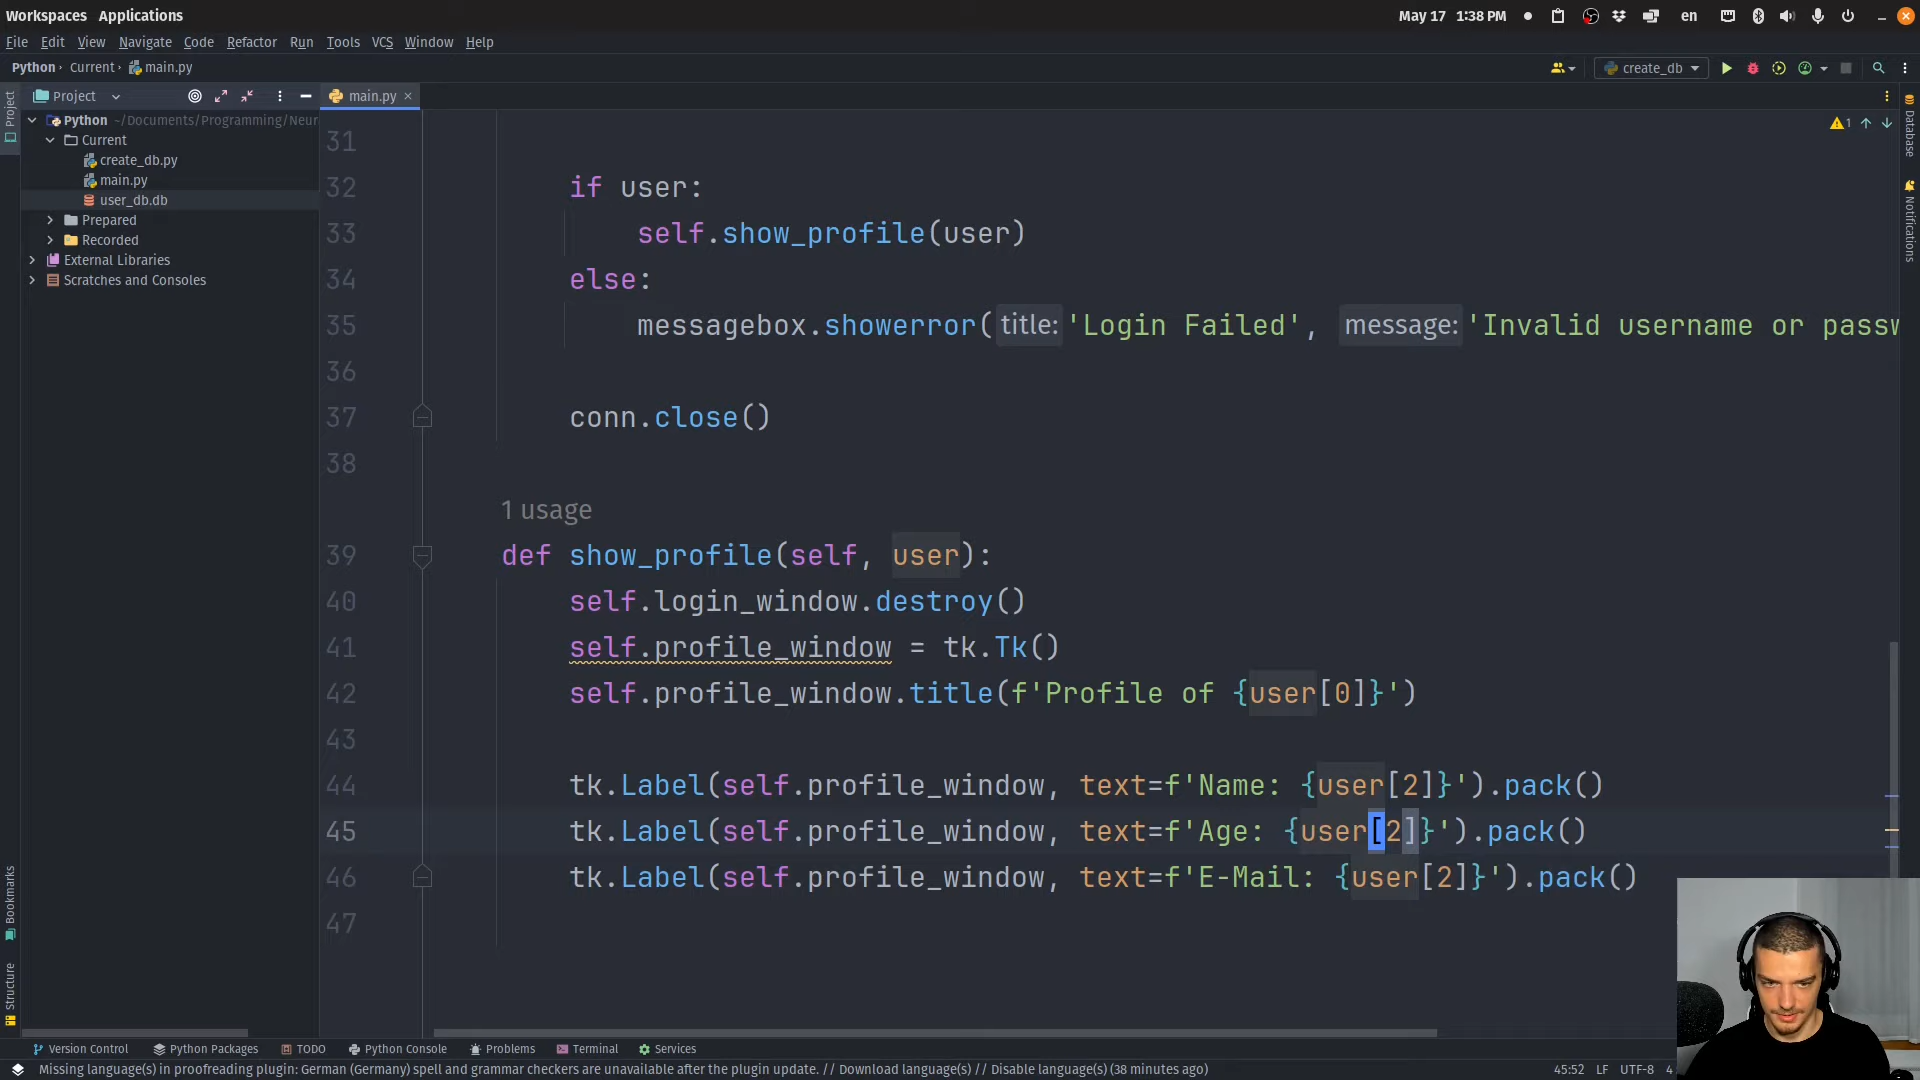 Workspaces Applications May 17 1:38 PM en
File Edit View Navigate Code Refactor Run Tools VCS Window Help
Python Current main.py create_db
Project main.py
Python ~/Documents/Programming/Neur
Current
create_db.py
main.py
user_db.db
Prepared
Recorded
External Libraries
Scratches and Consoles
Project
Bookmarks
Structure
31
32 if user:
33 self.show_profile(user)
34 else:
35 messagebox.showerror(title: 'Login Failed', message: 'Invalid username or passw
36
37 conn.close()
38
1 usage
39 def show_profile(self, user):
40 self.login_window.destroy()
41 self.profile_window = tk.Tk()
42 self.profile_window.title(f'Profile of {user[0]}')
43
44 tk.Label(self.profile_window, text=f'Name: {user[2]}').pack()
45 tk.Label(self.profile_window, text=f'Age: {user[2]}').pack()
46 tk.Label(self.profile_window, text=f'E-Mail: {user[2]}').pack()
47
1
Database
Notifications
Version Control Python Packages TODO Python Console Problems Terminal Services
Missing language(s) in proofreading plugin: German (Germany) spell and grammar checkers are unavailable after the plugin update. // Download language(s) // Disable language(s) (38 minutes ago) 45:52 LF UTF-8 4